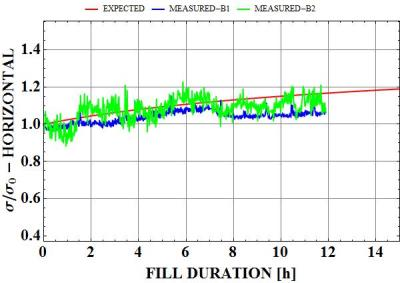 EXPECTED MEASURED-B1 MEASURED-B2
1.4
1.2
1.0
0.8
0.6
0.4
σ/σ₀ – HORIZONTAL
0 2 4 6 8 10 12 14
FILL DURATION [h]